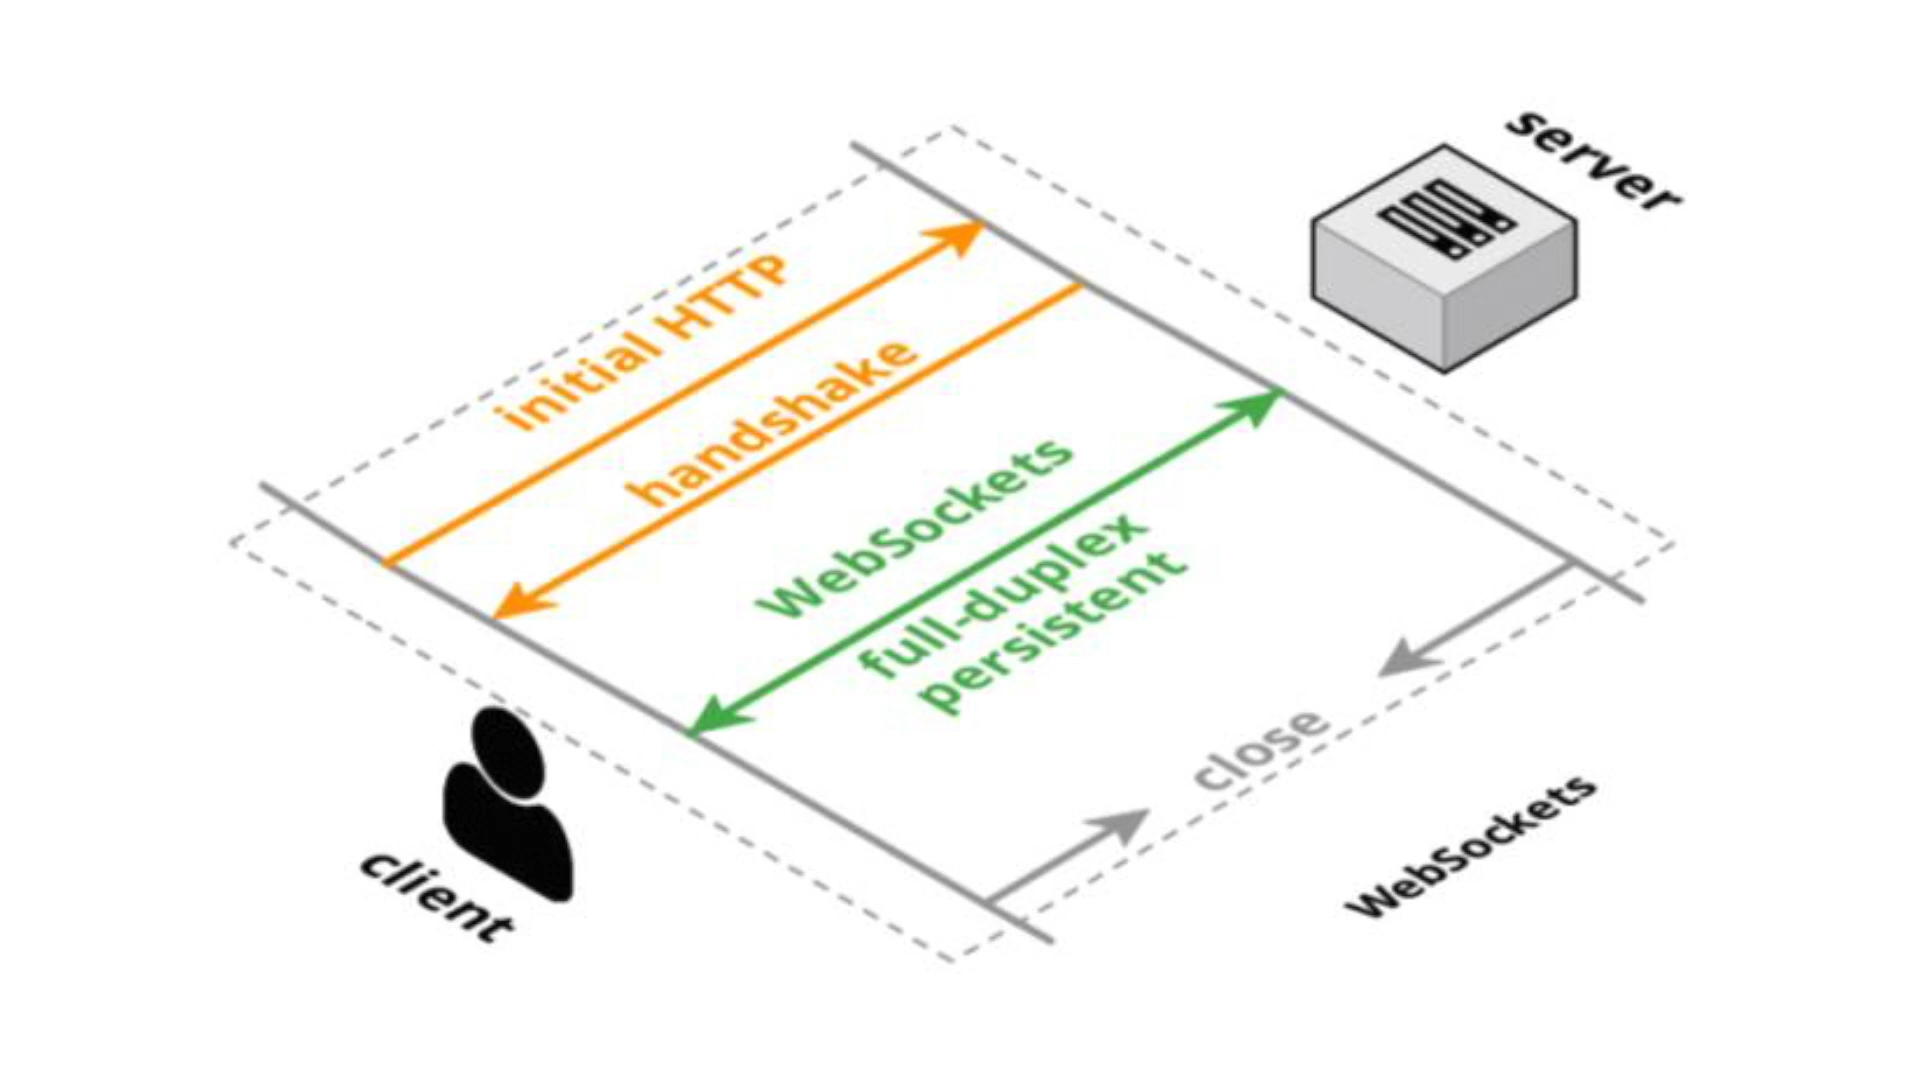 server
initial HTTP
handshake
WebSockets
full-duplex
persistent
close
client
WebSockets